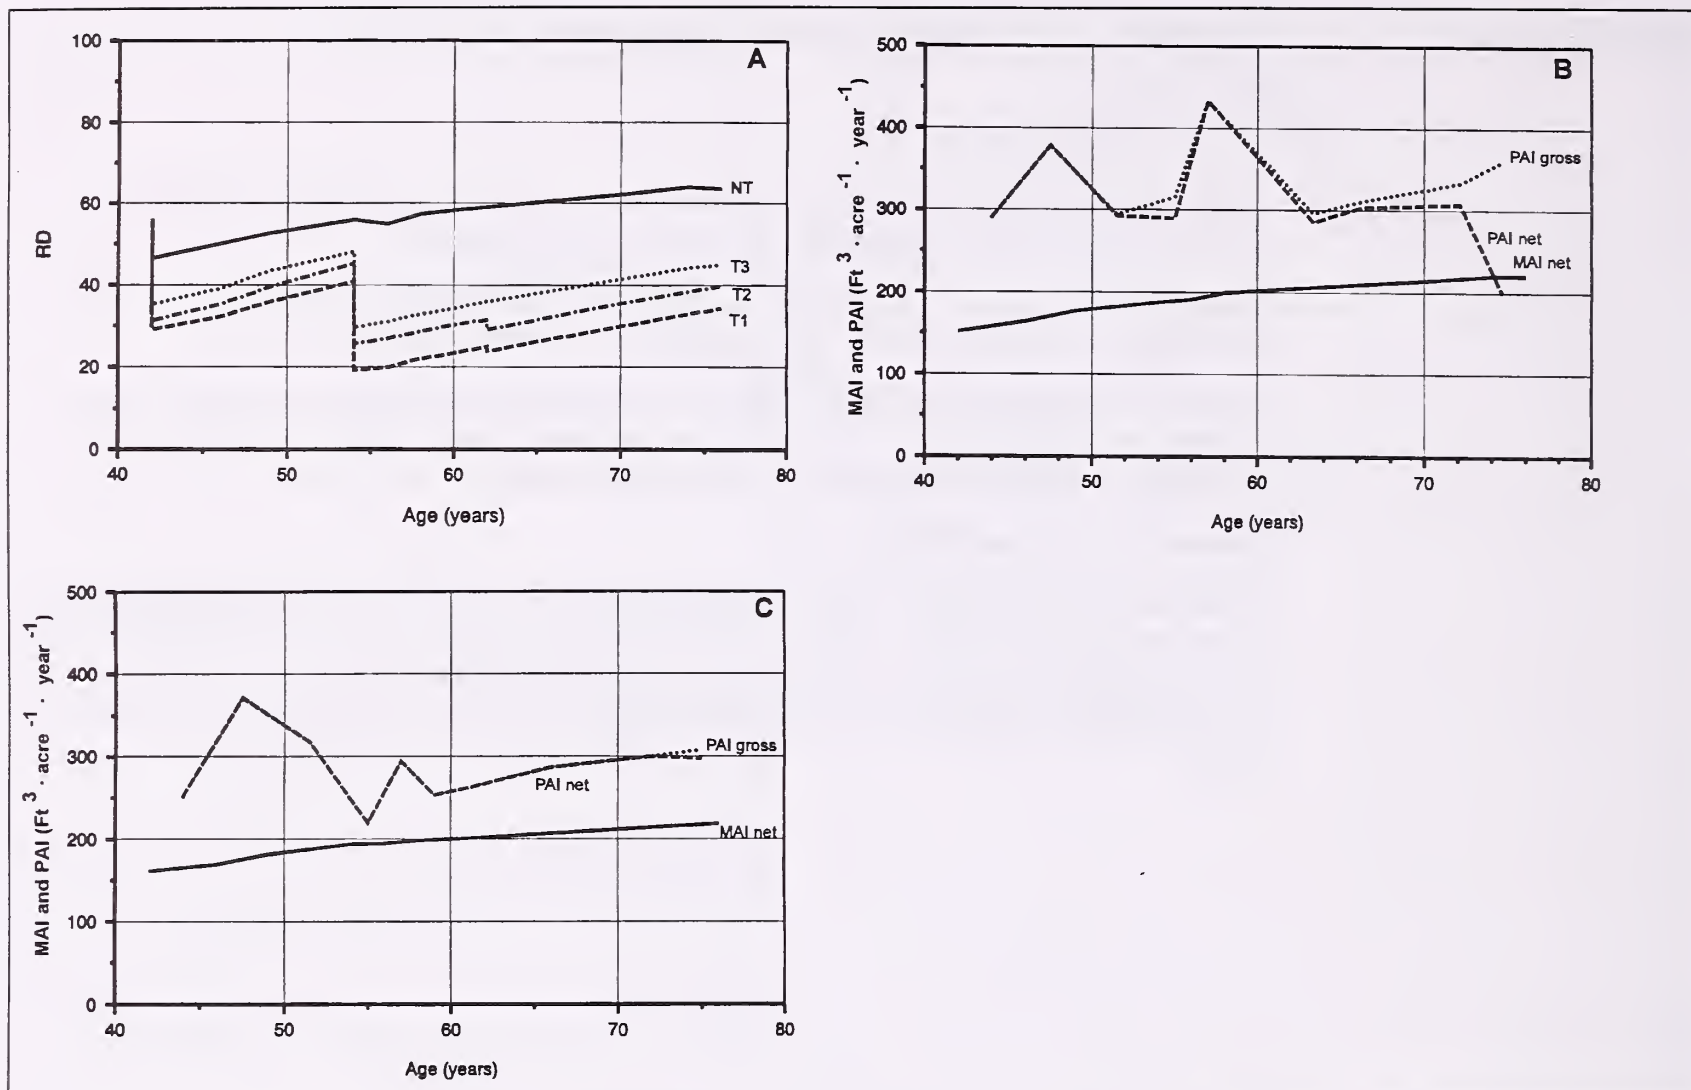 A
100
80
60
40
20
0
RD
NT
T3
T2
T1
40 50 60 70 80
Age (years)
B
500
400
300
200
100
0
MAI and PAI (Ft 3 · acre -1 · year -1)
PAI gross
PAI net
MAI net
40 50 60 70 80
Age (years)
C
500
400
300
200
100
0
MAI and PAI (Ft 3 · acre -1 · year -1)
PAI gross
PAI net
MAI net
40 50 60 70 80
Age (years)